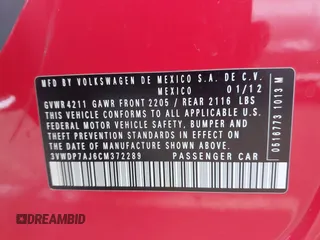 MFG. BY VOLKSWAGEN DE MEXICO S.A. DE C.V.
MEXICO 01/12
GVWR 4211 GAWR FRONT 2205 / REAR 2116 LBS
THIS VEHICLE CONFORMS TO ALL APPLICABLE U.S.
FEDERAL MOTOR VEHICLE SAFETY, BUMPER AND
THEFT PREVENTION STANDARDS IN EFFECT ON THE
DATE OF MANUFACTURE SHOWN ABOVE.
3VWDP7AJ6CM372289 PASSENGER CAR
0516773 1013 M
DREAMBID